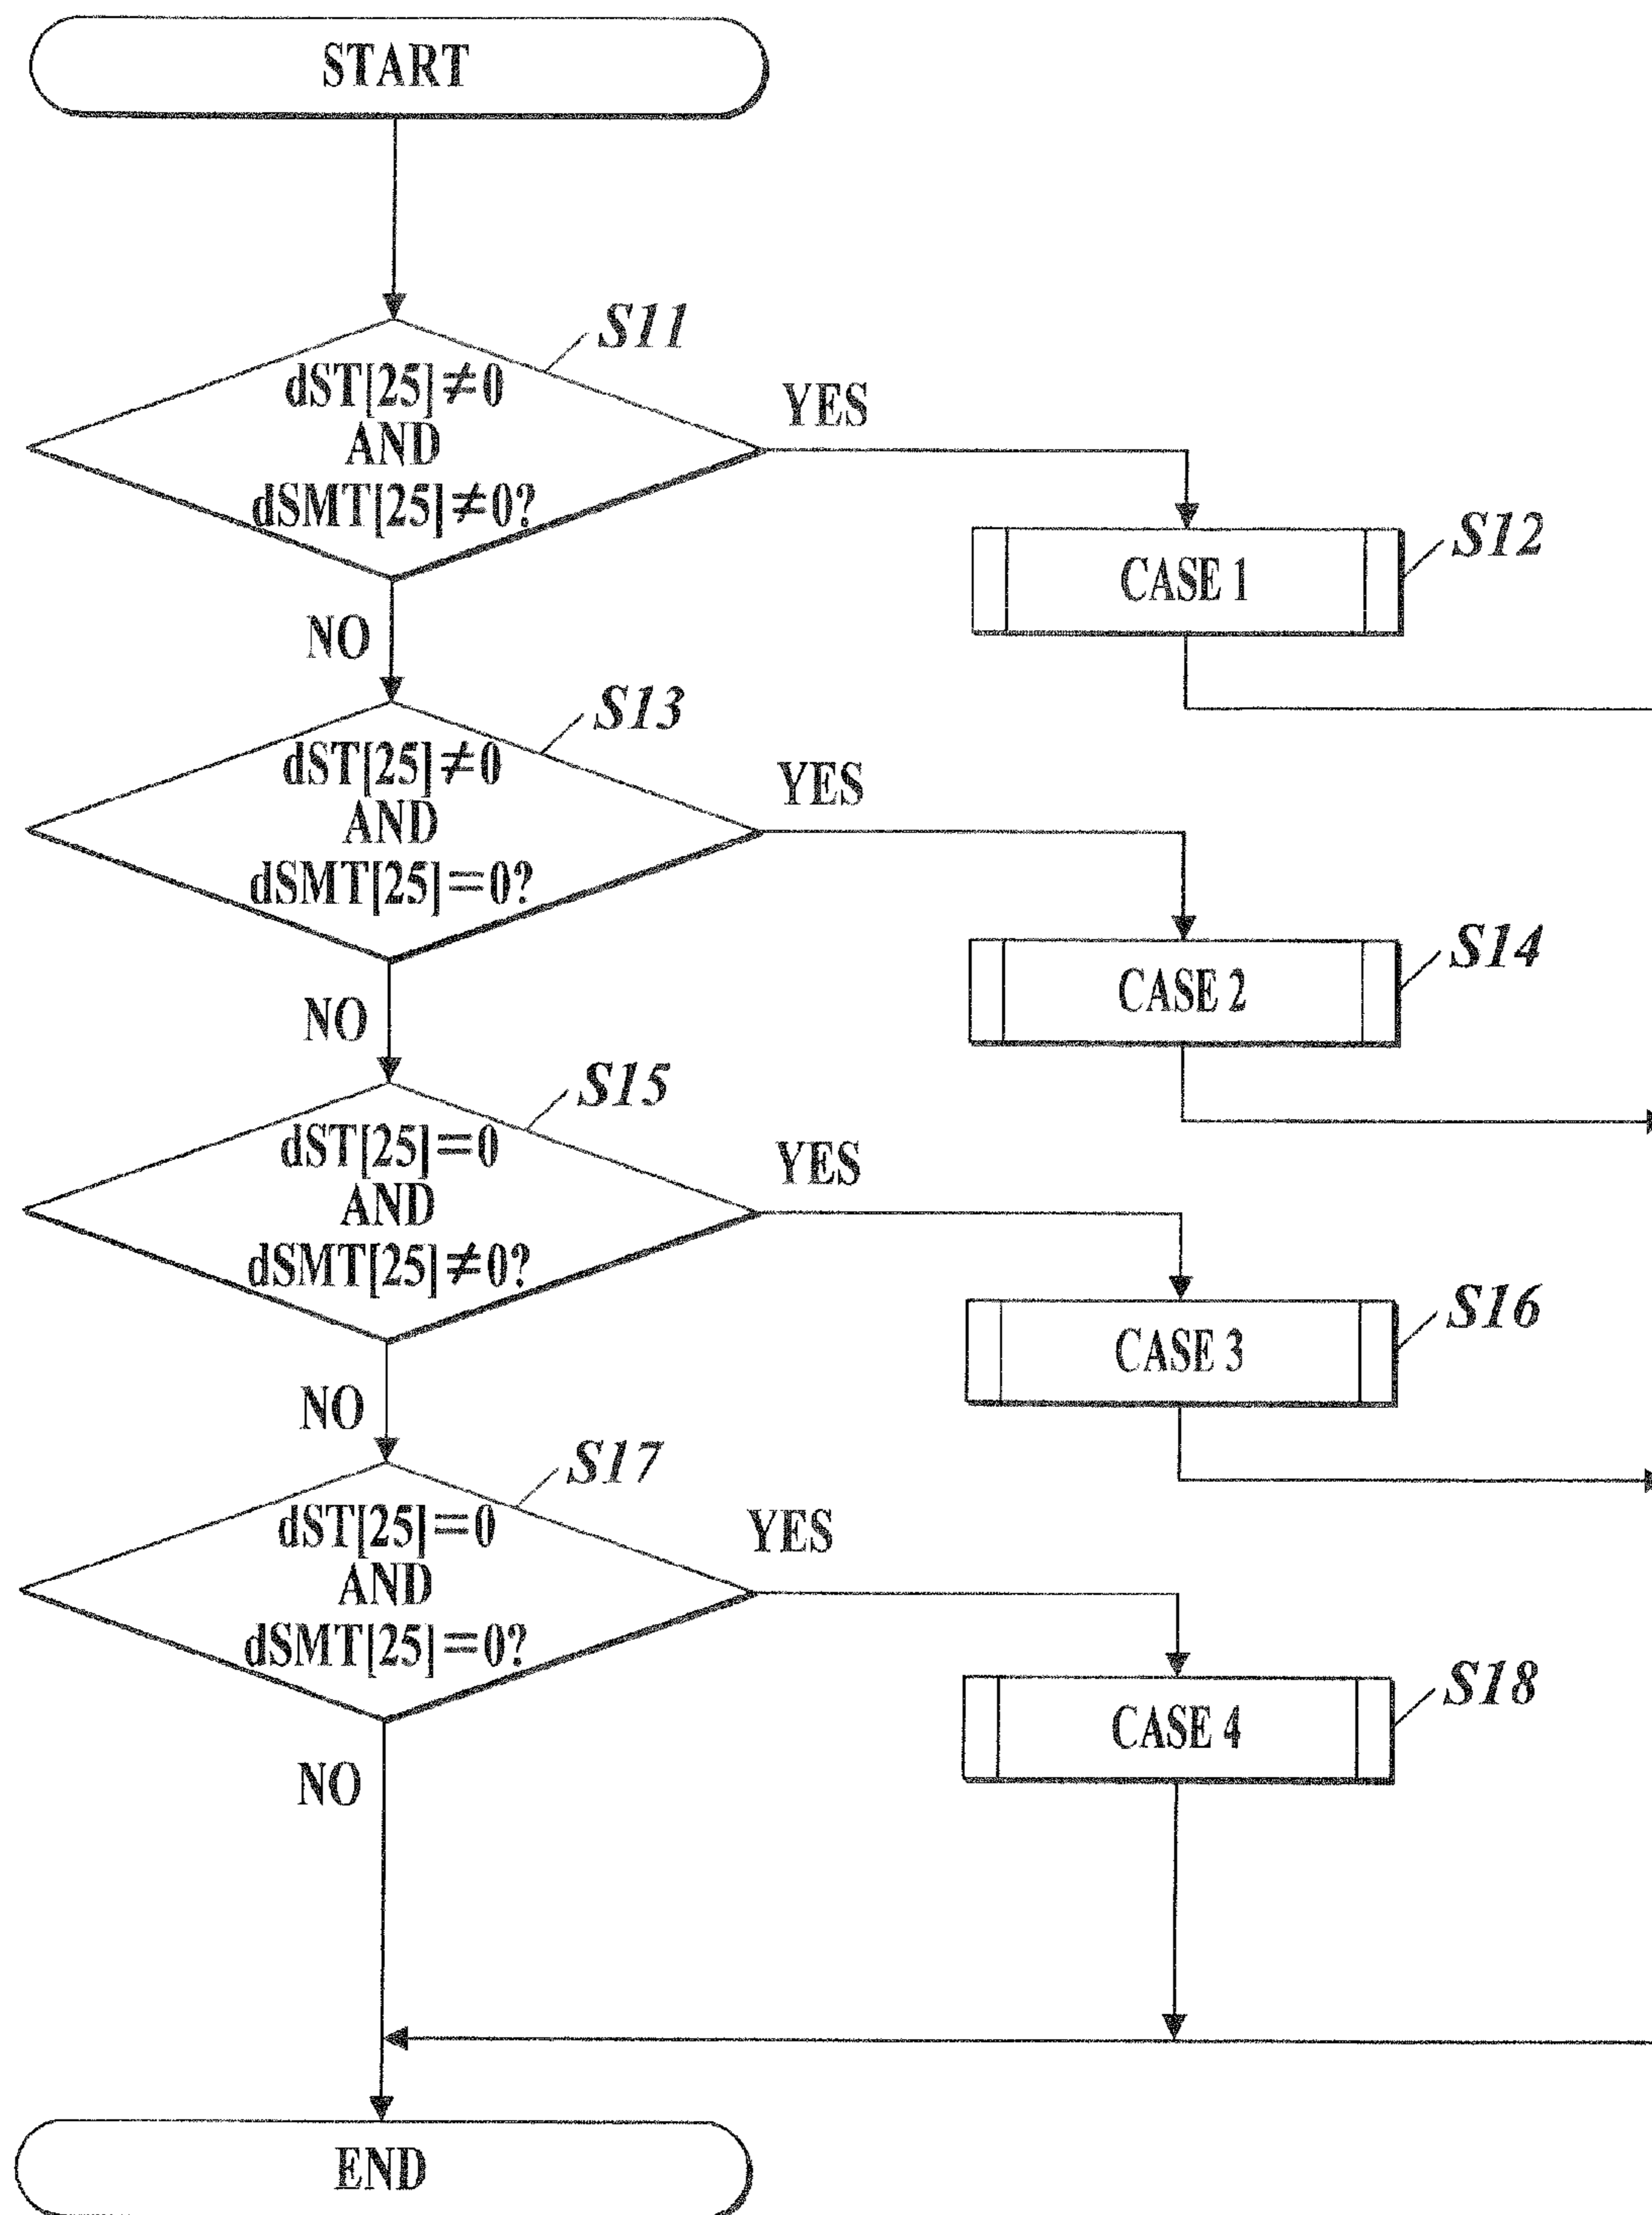 START
S11
dST[25]≠0
AND
dSMT[25]≠0?
YES
CASE 1
S12
NO
S13
dST[25]≠0
AND
dSMT[25]=0?
YES
CASE 2
S14
NO
S15
dST[25]=0
AND
dSMT[25]≠0?
YES
CASE 3
S16
NO
S17
dST[25]=0
AND
dSMT[25]=0?
YES
CASE 4
S18
NO
END